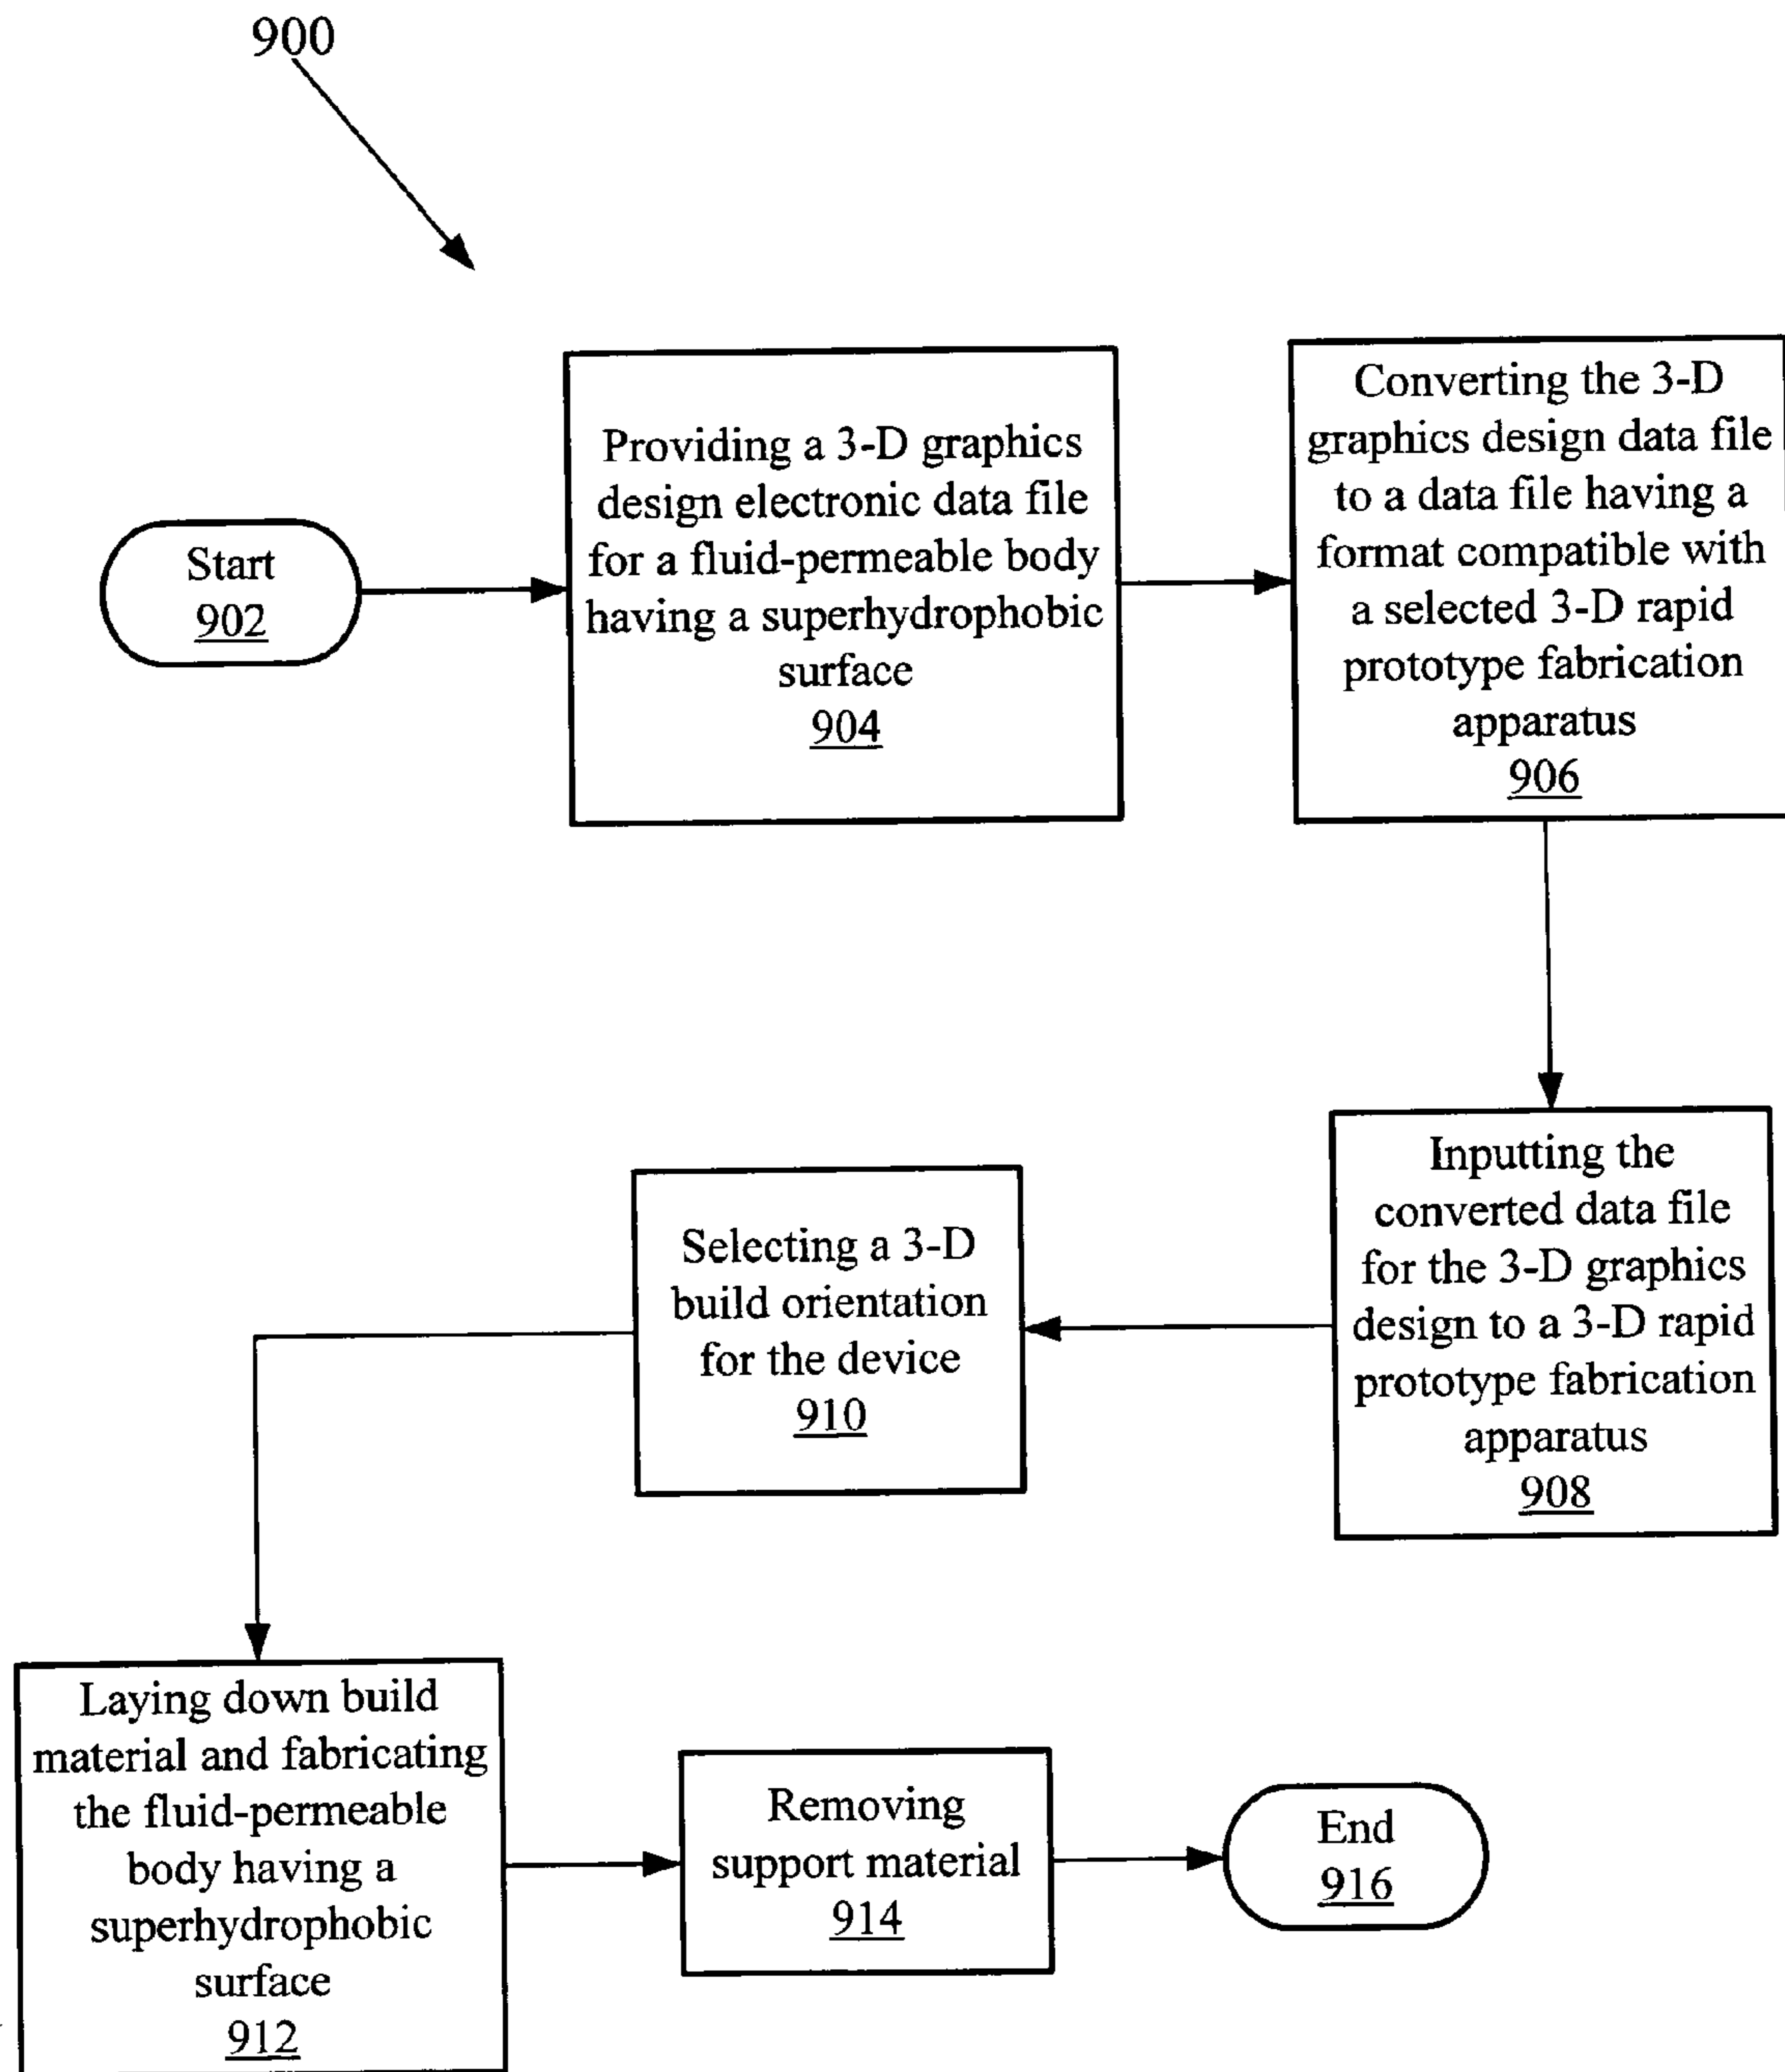 900
Start
902
Providing a 3-D graphics
design electronic data file
for a fluid-permeable body
having a superhydrophobic
surface
904
Converting the 3-D
graphics design data file
to a data file having a
format compatible with
a selected 3-D rapid
prototype fabrication
apparatus
906
Inputting the
converted data file
for the 3-D graphics
design to a 3-D rapid
prototype fabrication
apparatus
908
Selecting a 3-D
build orientation
for the device
910
Laying down build
material and fabricating
the fluid-permeable
body having a
superhydrophobic
surface
912
Removing
support material
914
End
916